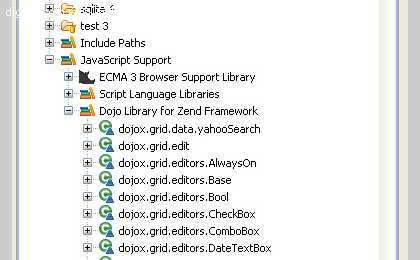 sqlite 4
test 3
Include Paths
JavaScript Support
ECMA 3 Browser Support Library
Script Language Libraries
Dojo Library for Zend Framework
dojox.grid.data.yahooSearch
dojox.grid.edit
dojox.grid.editors.AlwaysOn
dojox.grid.editors.Base
dojox.grid.editors.Bool
dojox.grid.editors.CheckBox
dojox.grid.editors.ComboBox
dojox.grid.editors.DateTextBox